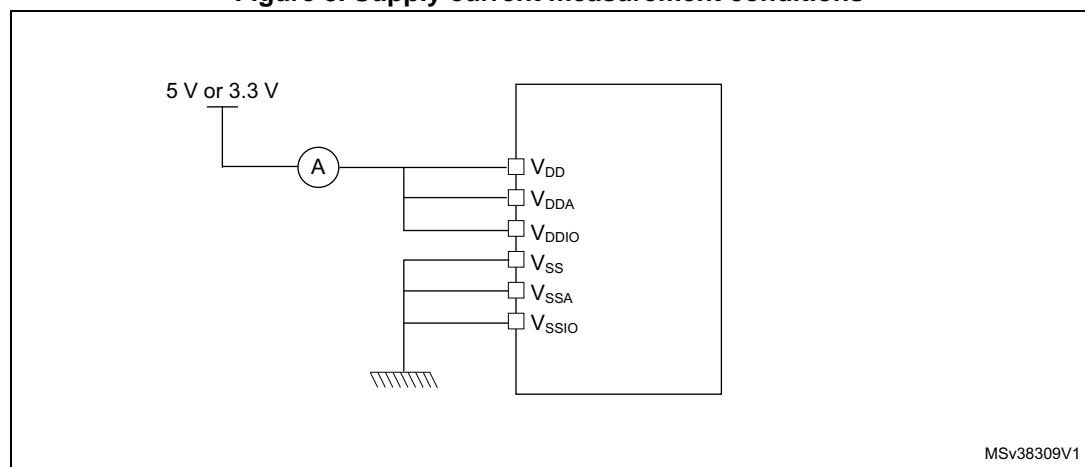 Figure 8. Supply current measurement conditions
5 V or 3.3 V
A
VDD
VDDA
VDDIO
VSS
VSSA
VSSIO
MSv38309V1